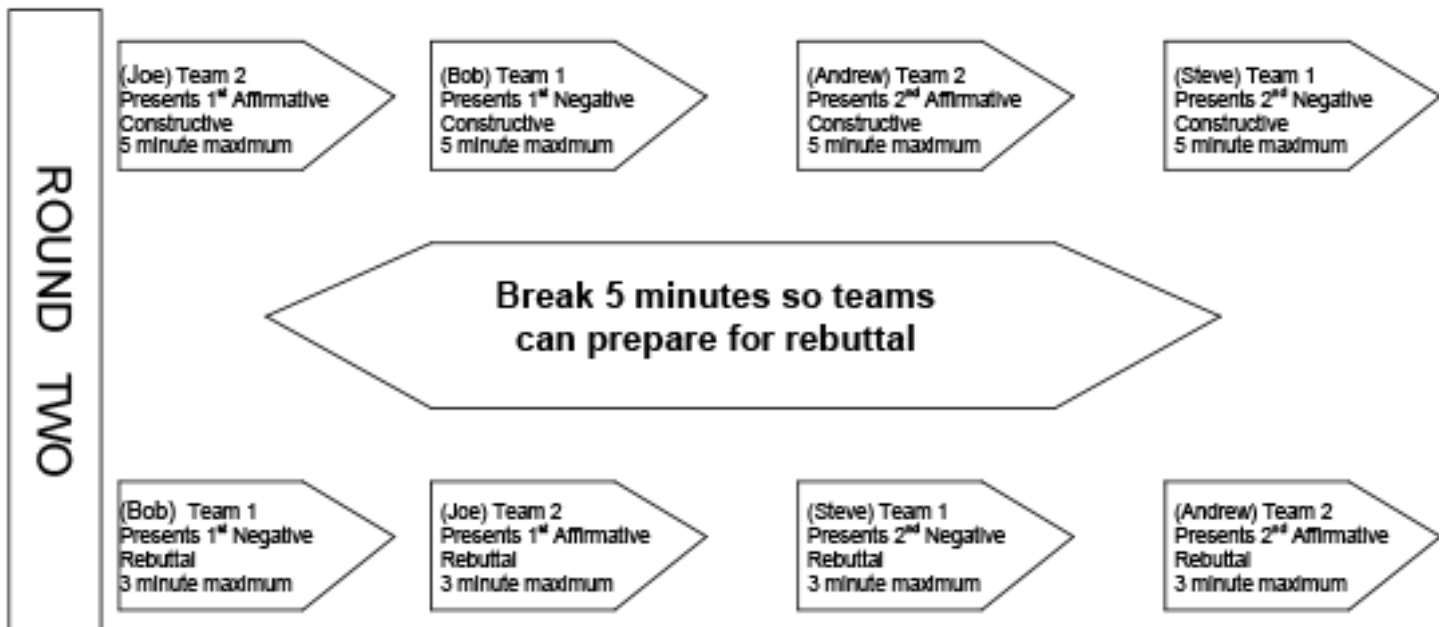 ROUND TWO
(Joe) Team 2
Presents 1st Affirmative
Constructive
5 minute maximum
(Bob) Team 1
Presents 1st Negative
Constructive
5 minute maximum
(Andrew) Team 2
Presents 2nd Affirmative
Constructive
5 minute maximum
(Steve) Team 1
Presents 2nd Negative
Constructive
5 minute maximum
Break 5 minutes so teams
can prepare for rebuttal
(Bob) Team 1
Presents 1st Negative
Rebuttal
3 minute maximum
(Joe) Team 2
Presents 1st Affirmative
Rebuttal
3 minute maximum
(Steve) Team 1
Presents 2nd Negative
Rebuttal
3 minute maximum
(Andrew) Team 2
Presents 2nd Affirmative
Rebuttal
3 minute maximum